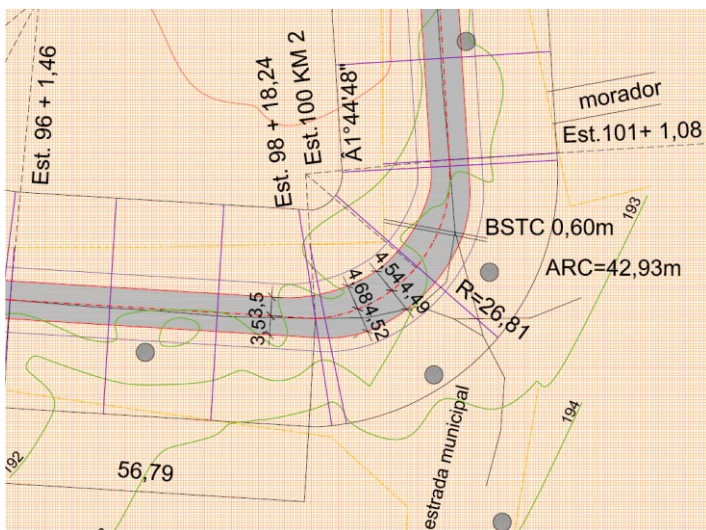 Est. 96 + 1,46
Est. 98 + 18,24
Est.100 KM 2
Â1°44'48"
morador
Est.101+ 1,08
193
BSTC 0,60m
ARC=42,93m
R=26,81
4,54
4,49
4,68
4,52
3,5
3,5
194
192
56,79
estrada municipal